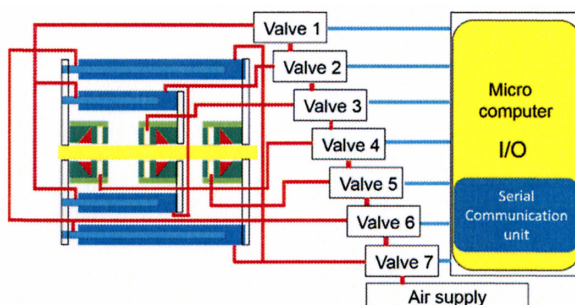 Valve 1
Valve 2
Valve 3
Valve 4
Valve 5
Valve 6
Valve 7
Air supply
Micro
computer
I/O
Serial
Communication
unit